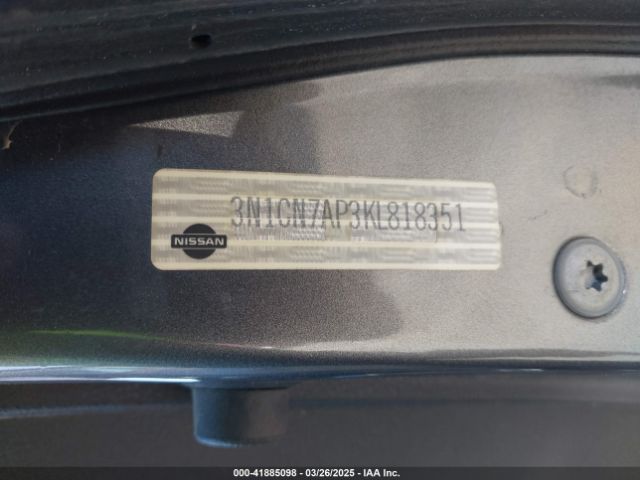 3N1CN7AP3KL818351
NISSAN
000-41885098 - 03/26/2025 - IAA Inc.